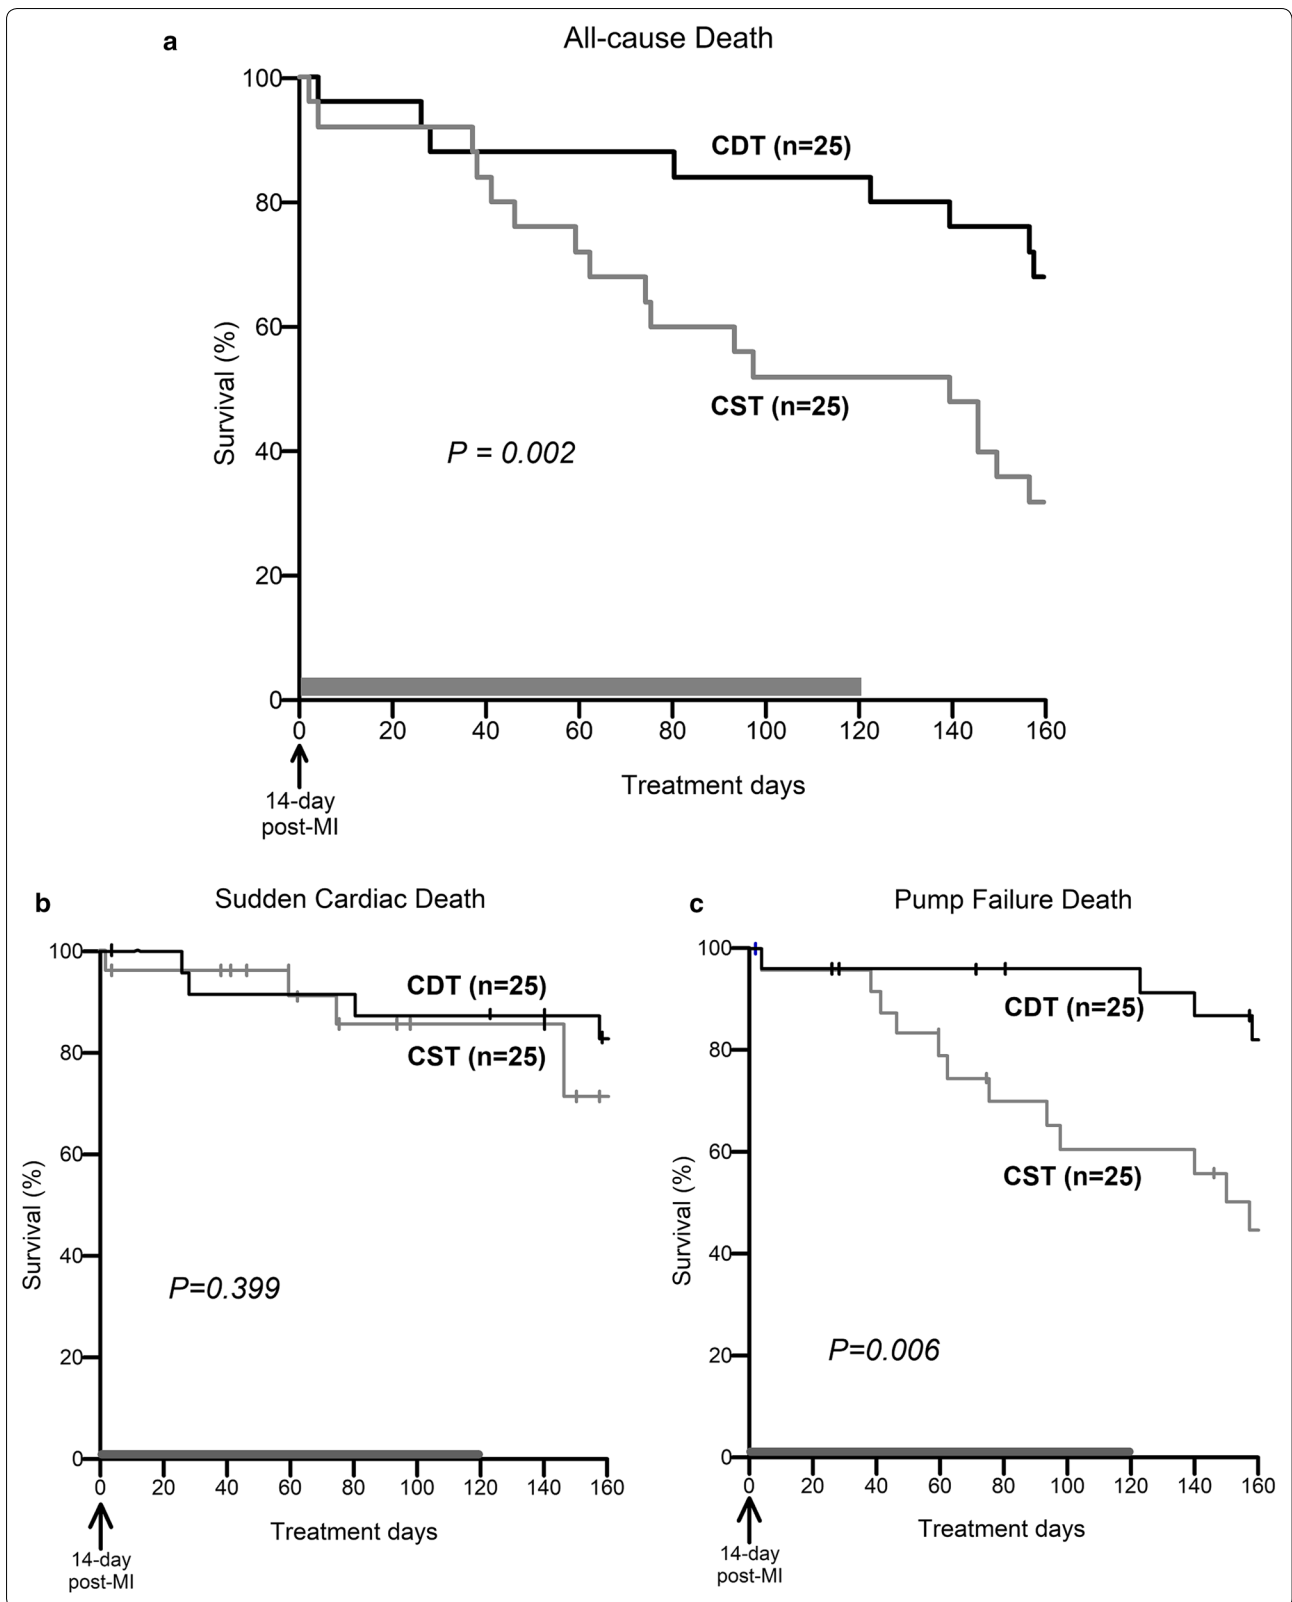 a
All-cause Death
100
80
60
40
20
0
Survival (%)
CDT (n=25)
CST (n=25)
P = 0.002
0 20 40 60 80 100 120 140 160
Treatment days
14-day
post-MI
b
Sudden Cardiac Death
100
80
60
40
20
0
Survival (%)
CDT (n=25)
CST (n=25)
P=0.399
0 20 40 60 80 100 120 140 160
Treatment days
14-day
post-MI
c
Pump Failure Death
100
80
60
40
20
0
Survival (%)
CDT (n=25)
CST (n=25)
P=0.006
0 20 40 60 80 100 120 140 160
Treatment days
14-day
post-MI